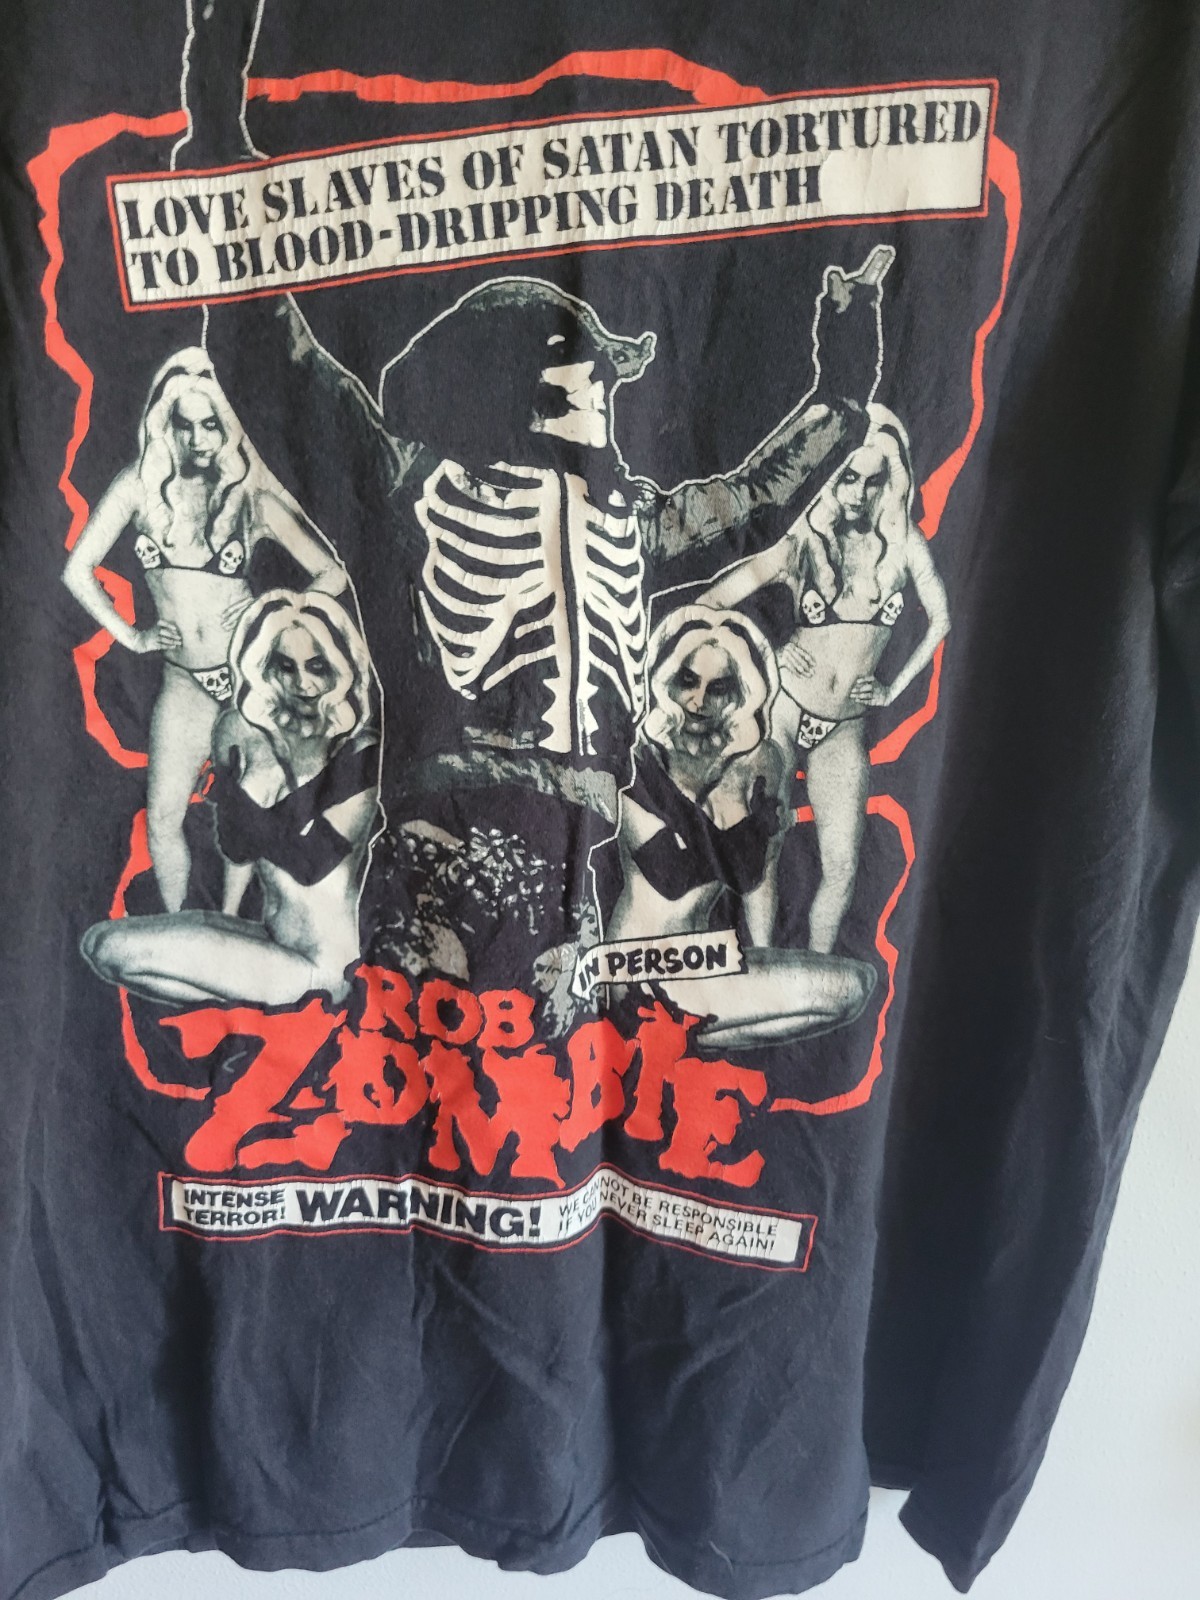 LOVE SLAVES OF SATAN TORTURED
TO BLOOD-DRIPPING DEATH
IN PERSON
ROB
ZOMBIE
INTENSE
TERROR!
WARNING!
WE CANNOT BE RESPONSIBLE
IF YOU NEVER SLEEP AGAIN!